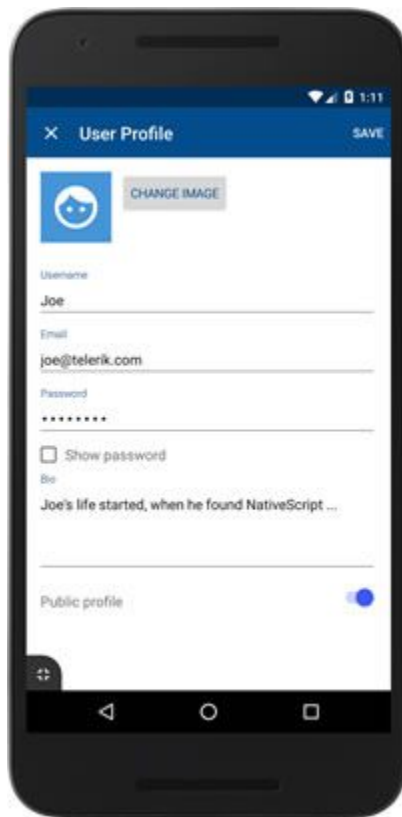 1:11
User Profile
SAVE
CHANGE IMAGE
Username
Joe
Email
joe@telerik.com
Password
••••••••
Show password
Bio
Joe's life started, when he found NativeScript ...
Public profile